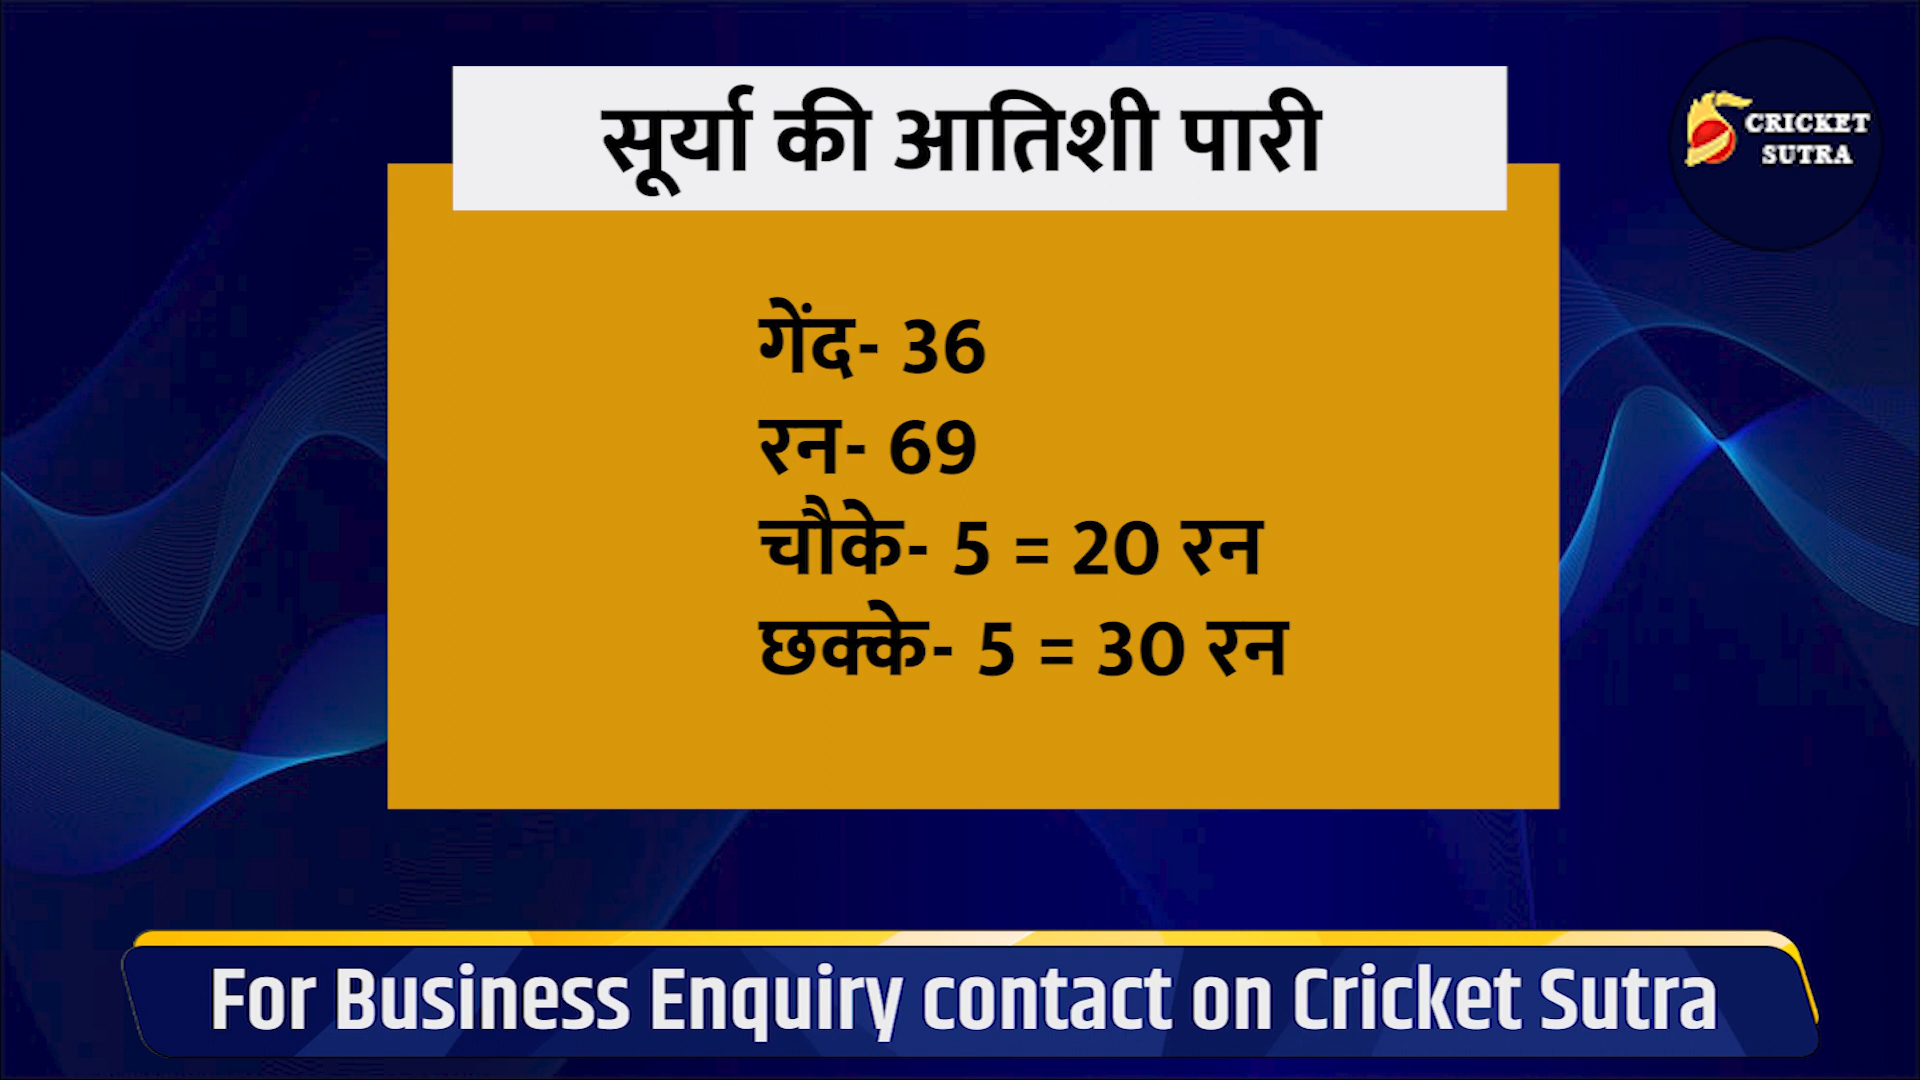 सूर्या की आतिशी पारी
CRICKET
SUTRA
गेंद- 36
रन- 69
चौके- 5 = 20 रन
छक्के- 5 = 30 रन
For Business Enquiry contact on Cricket Sutra